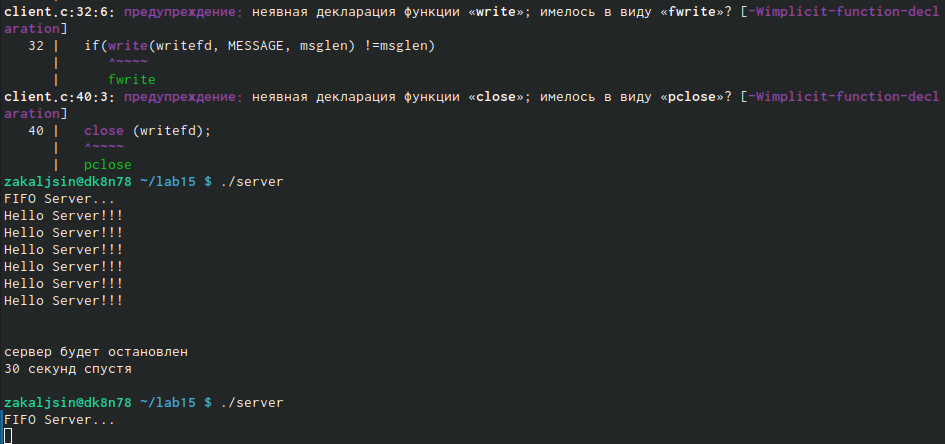 client.c:32:6: предупреждение: неявная декларация функции «write»; имелось в виду «fwrite»? [-Wimplicit-function-decl
aration]
   32 |   if(write(writefd, MESSAGE, msglen) !=msglen)
      |      ^~~~~
      |      fwrite
client.c:40:3: предупреждение: неявная декларация функции «close»; имелось в виду «pclose»? [-Wimplicit-function-decl
aration]
   40 |   close (writefd);
      |   ^~~~~
      |   pclose
zakaljsin@dk8n78 ~/lab15 $ ./server
FIFO Server...
Hello Server!!!
Hello Server!!!
Hello Server!!!
Hello Server!!!
Hello Server!!!
Hello Server!!!
сервер будет остановлен
30 секунд спустя
zakaljsin@dk8n78 ~/lab15 $ ./server
FIFO Server...